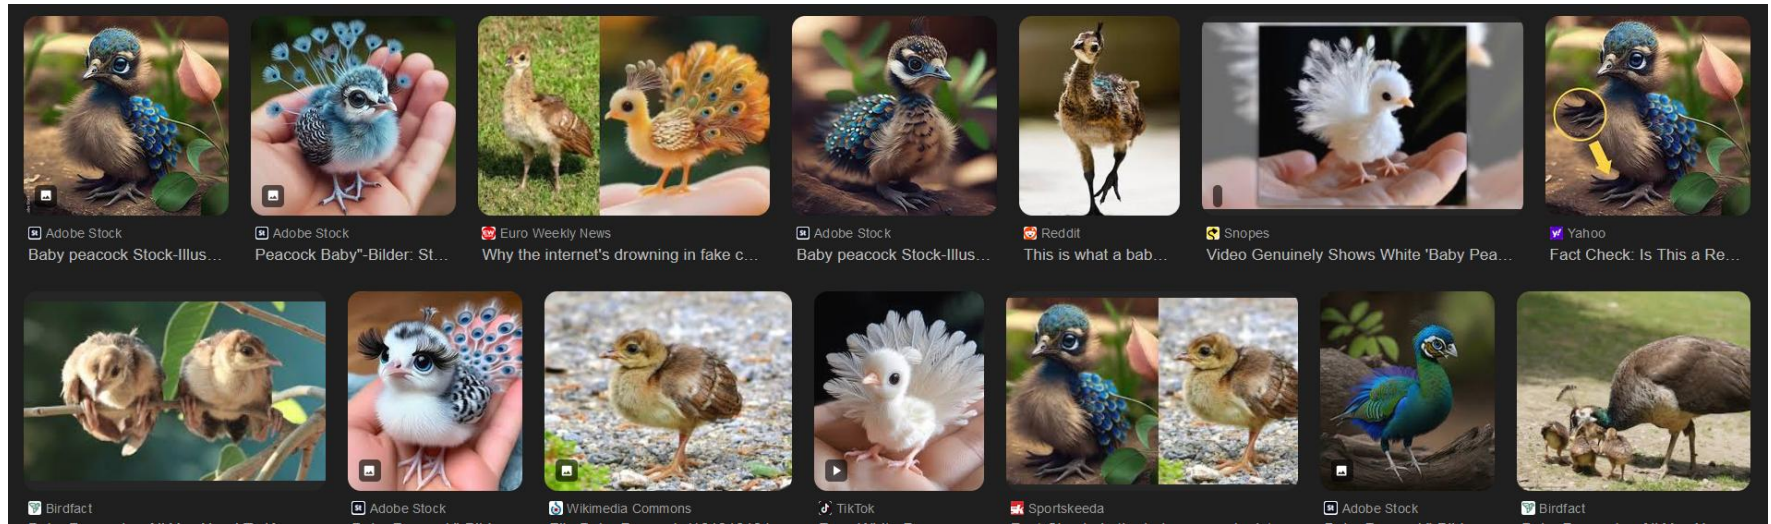 Adobe Stock
Baby peacock Stock-Illus...
Adobe Stock
Peacock Baby"-Bilder: St...
Euro Weekly News
Why the internet's drowning in fake c...
Adobe Stock
Baby peacock Stock-Illus...
Reddit
This is what a bab...
Snopes
Video Genuinely Shows White 'Baby Pea...
Yahoo
Fact Check: Is This a Re...
Birdfact
Adobe Stock
Wikimedia Commons
TikTok
Sportskeeda
Adobe Stock
Birdfact